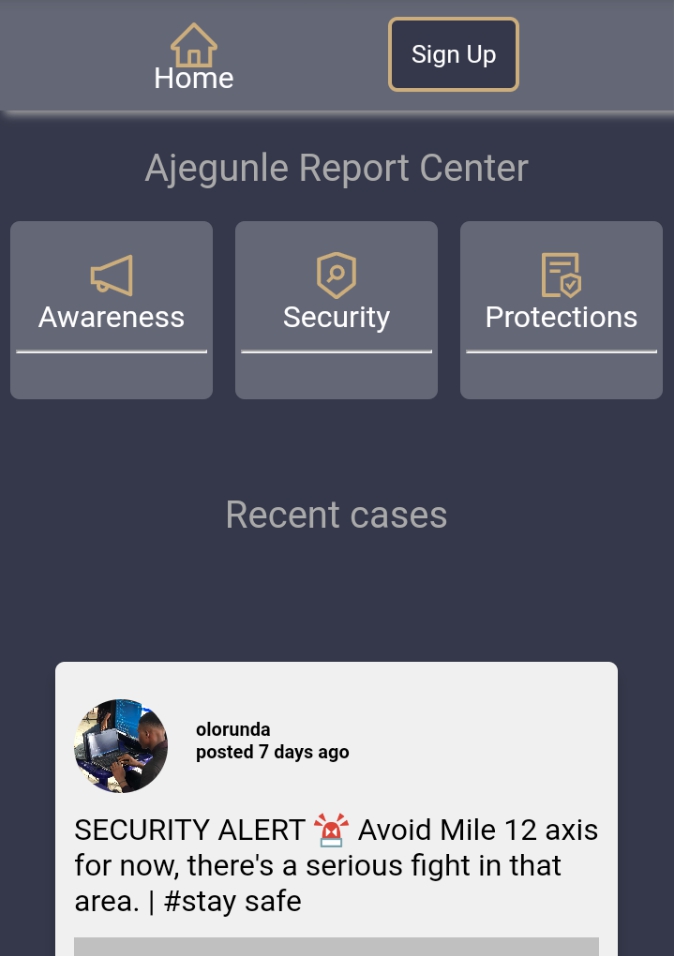 Home
Sign Up
Ajegunle Report Center
Awareness
Security
Protections
Recent cases
olorunda
posted 7 days ago
SECURITY ALERT 🚨 Avoid Mile 12 axis
for now, there's a serious fight in that
area. | #stay safe